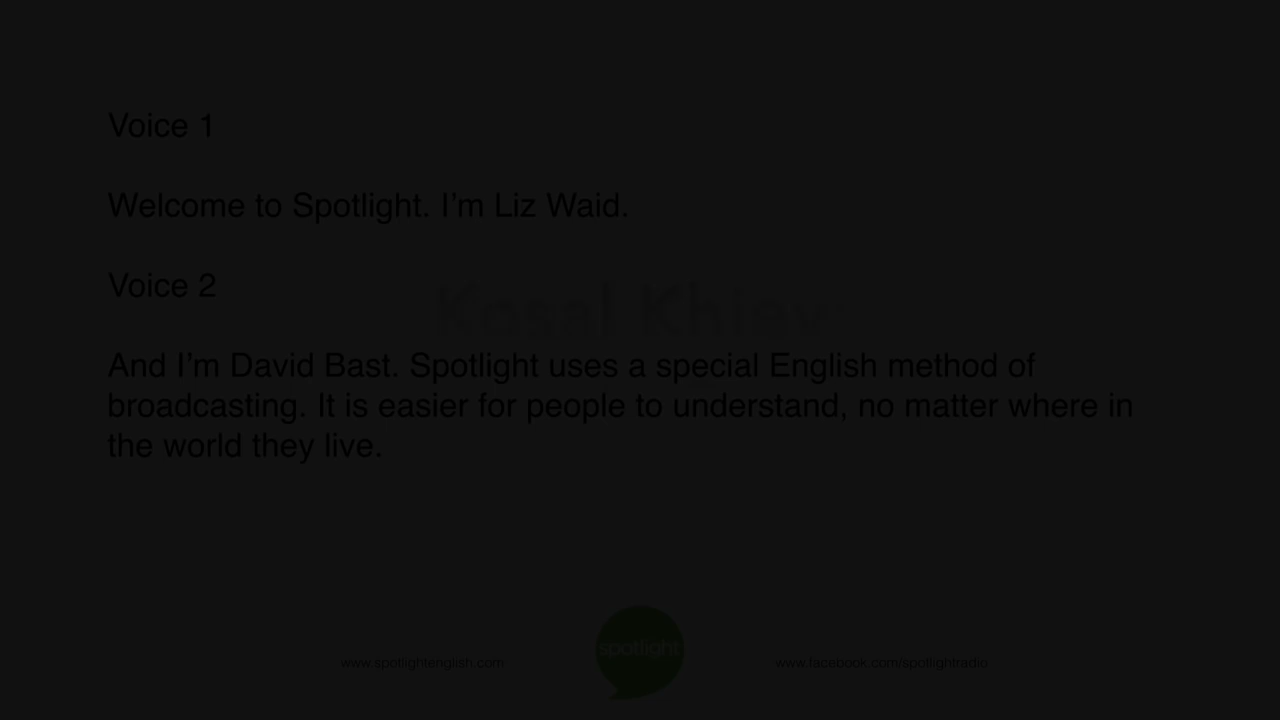 Voice 1
Welcome to Spotlight. I'm Liz Waid.
Voice 2
Kosal Khiev:
And I'm David Bast. Spotlight uses a special English method of
broadcasting. It is easier for people to understand, no matter where in
the world they live.
spotlight
www.spotlightenglish.com
www.facebook.com/spotlightradio